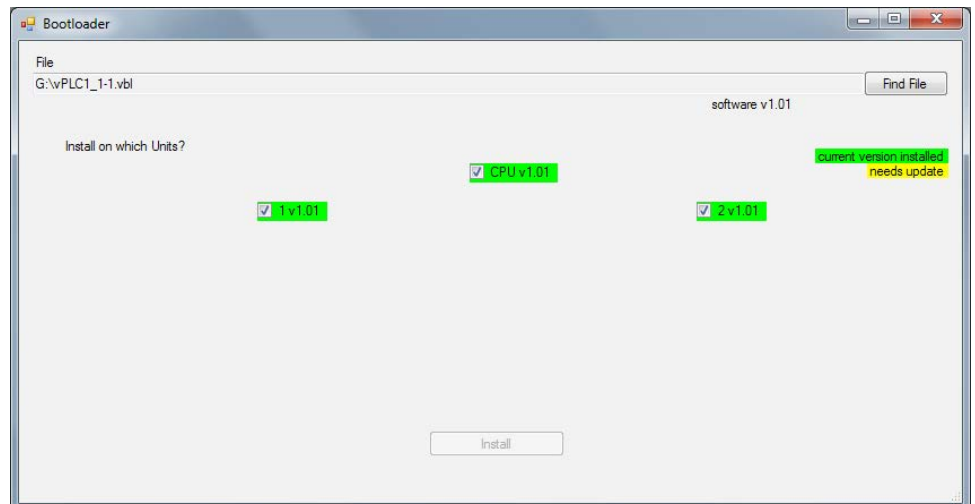 Bootloader
File
G:\vPLC1_1-1.vbl
Find File
software v1.01
Install on which Units?
current version installed
CPU v1.01
needs update
1 v1.01
2 v1.01
Install